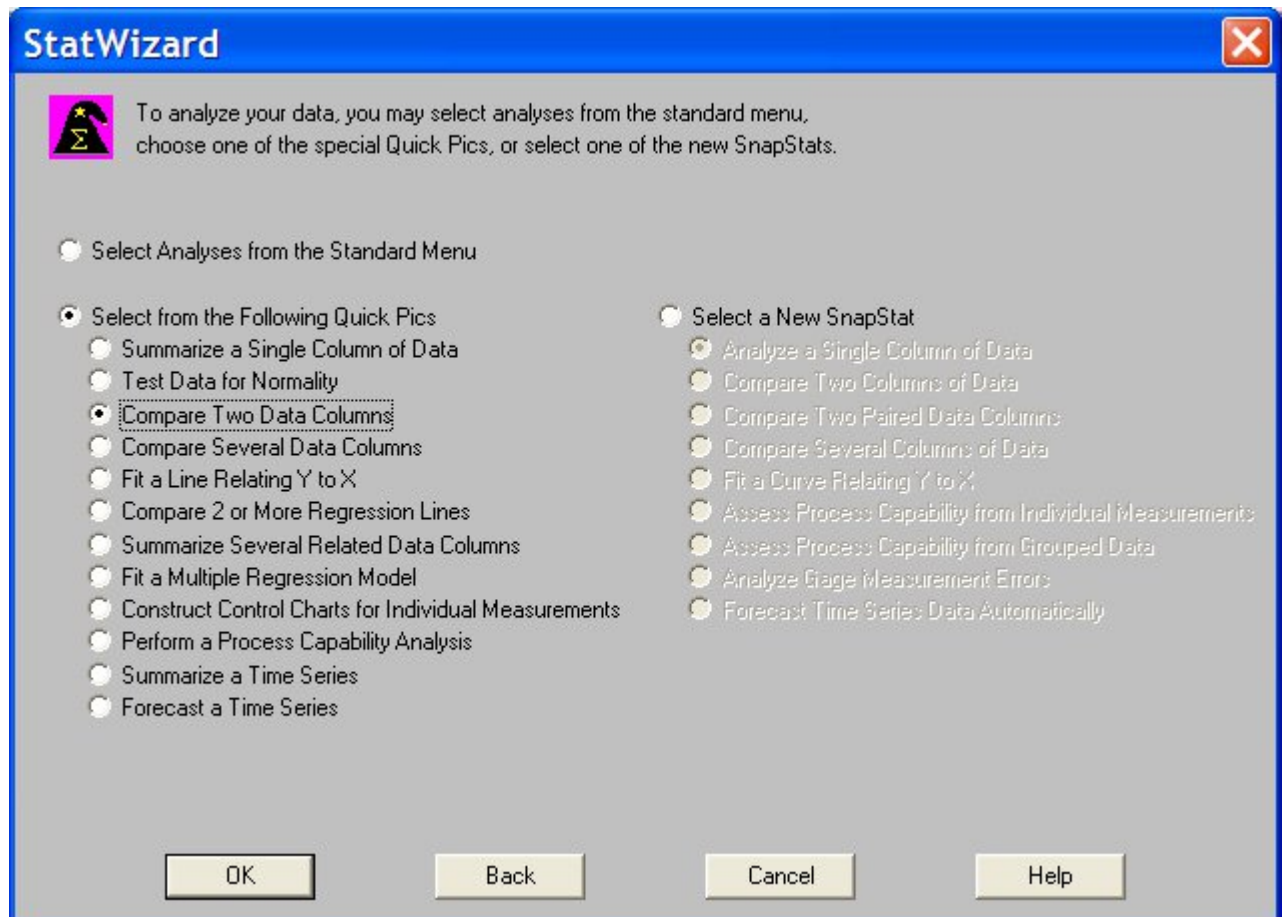 StatWizard
To analyze your data, you may select analyses from the standard menu,
choose one of the special Quick Pics, or select one of the new SnapStats.
Select Analyses from the Standard Menu
Select from the Following Quick Pics
Summarize a Single Column of Data
Test Data for Normality
Compare Two Data Columns
Compare Several Data Columns
Fit a Line Relating Y to X
Compare 2 or More Regression Lines
Summarize Several Related Data Columns
Fit a Multiple Regression Model
Construct Control Charts for Individual Measurements
Perform a Process Capability Analysis
Summarize a Time Series
Forecast a Time Series
Select a New SnapStat
Analyze a Single Column of Data
Compare Two Columns of Data
Compare Two Paired Data Columns
Compare Several Columns of Data
Fit a Curve Relating Y to X
Assess Process Capability from Individual Measurements
Assess Process Capability from Grouped Data
Analyze Gage Measurement Errors
Forecast Time Series Data Automatically
OK
Back
Cancel
Help